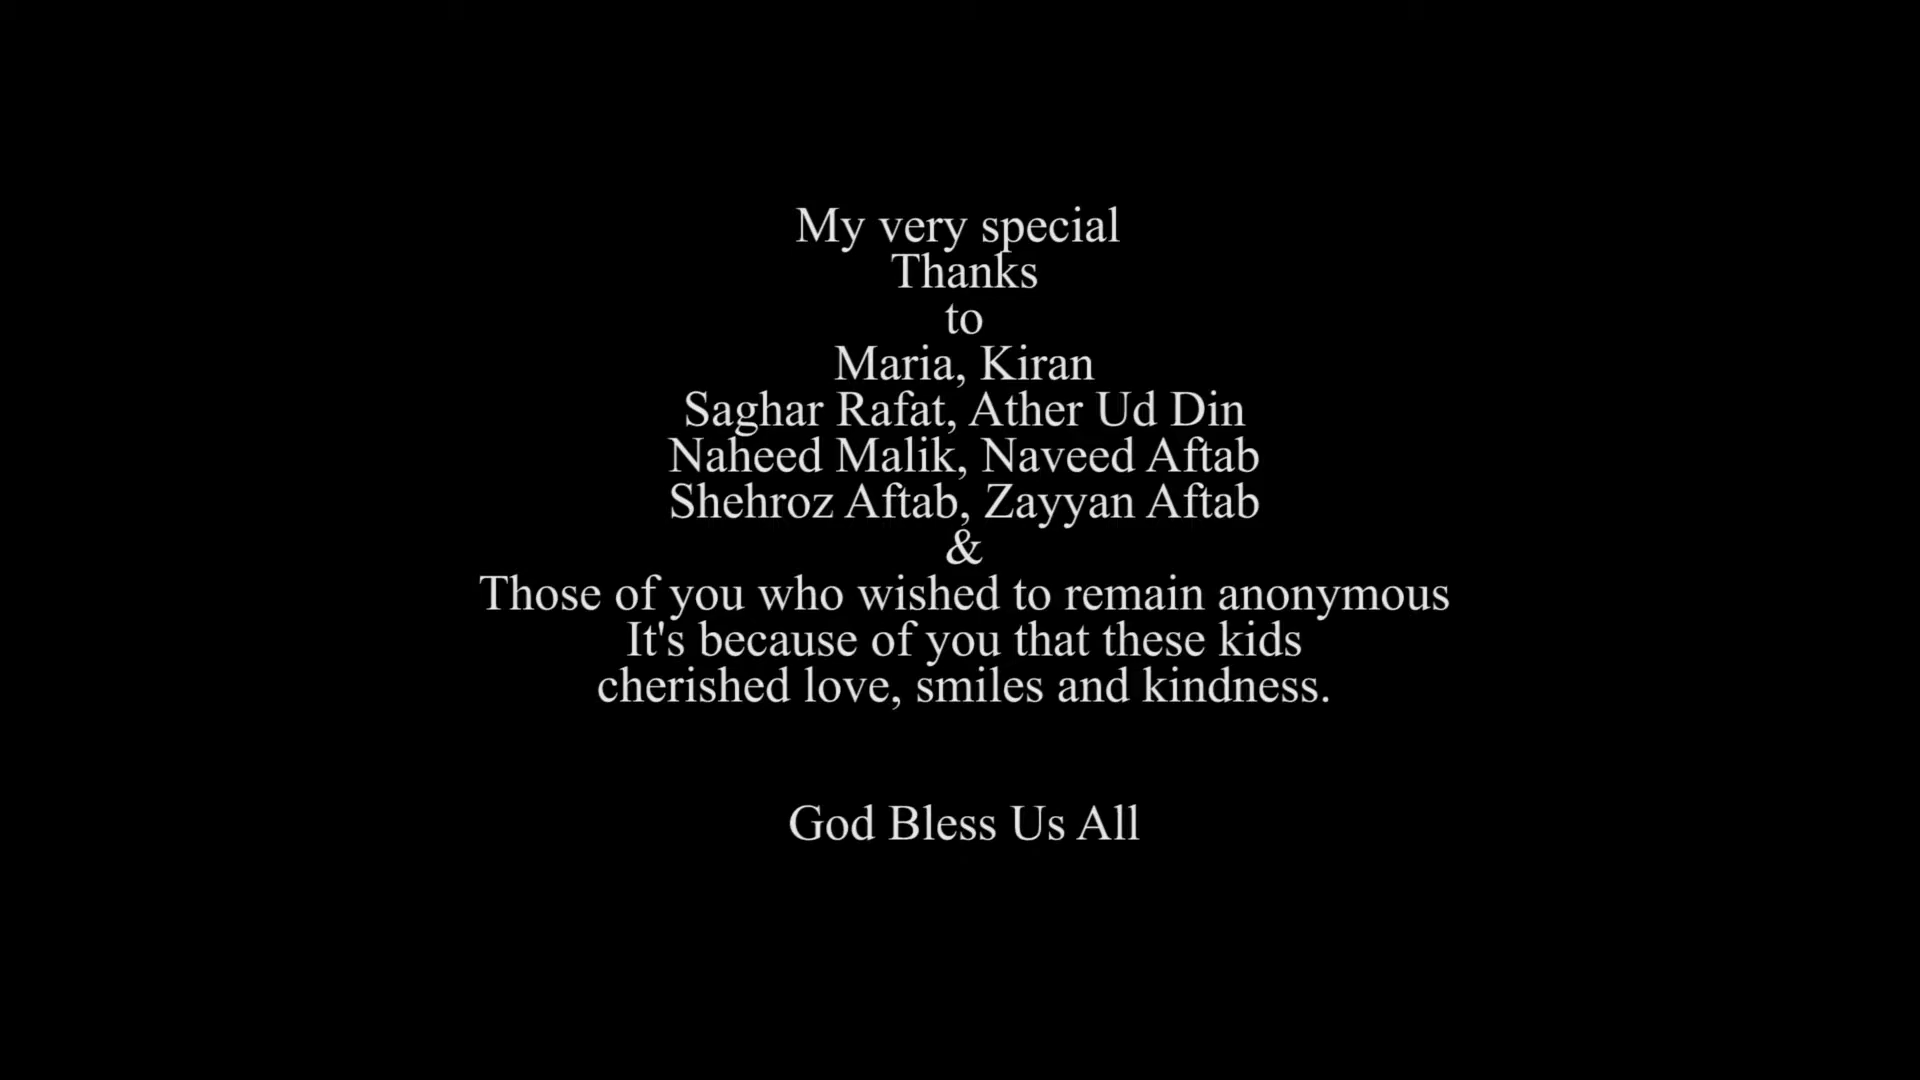 My very special
Thanks
to
Maria, Kiran
Saghar Rafat, Ather Ud Din
Naheed Malik, Naveed Aftab
Shehroz Aftab, Zayyan Aftab
&
Those of you who wished to remain anonymous
It's because of you that these kids
cherished love, smiles and kindness.
God Bless Us All